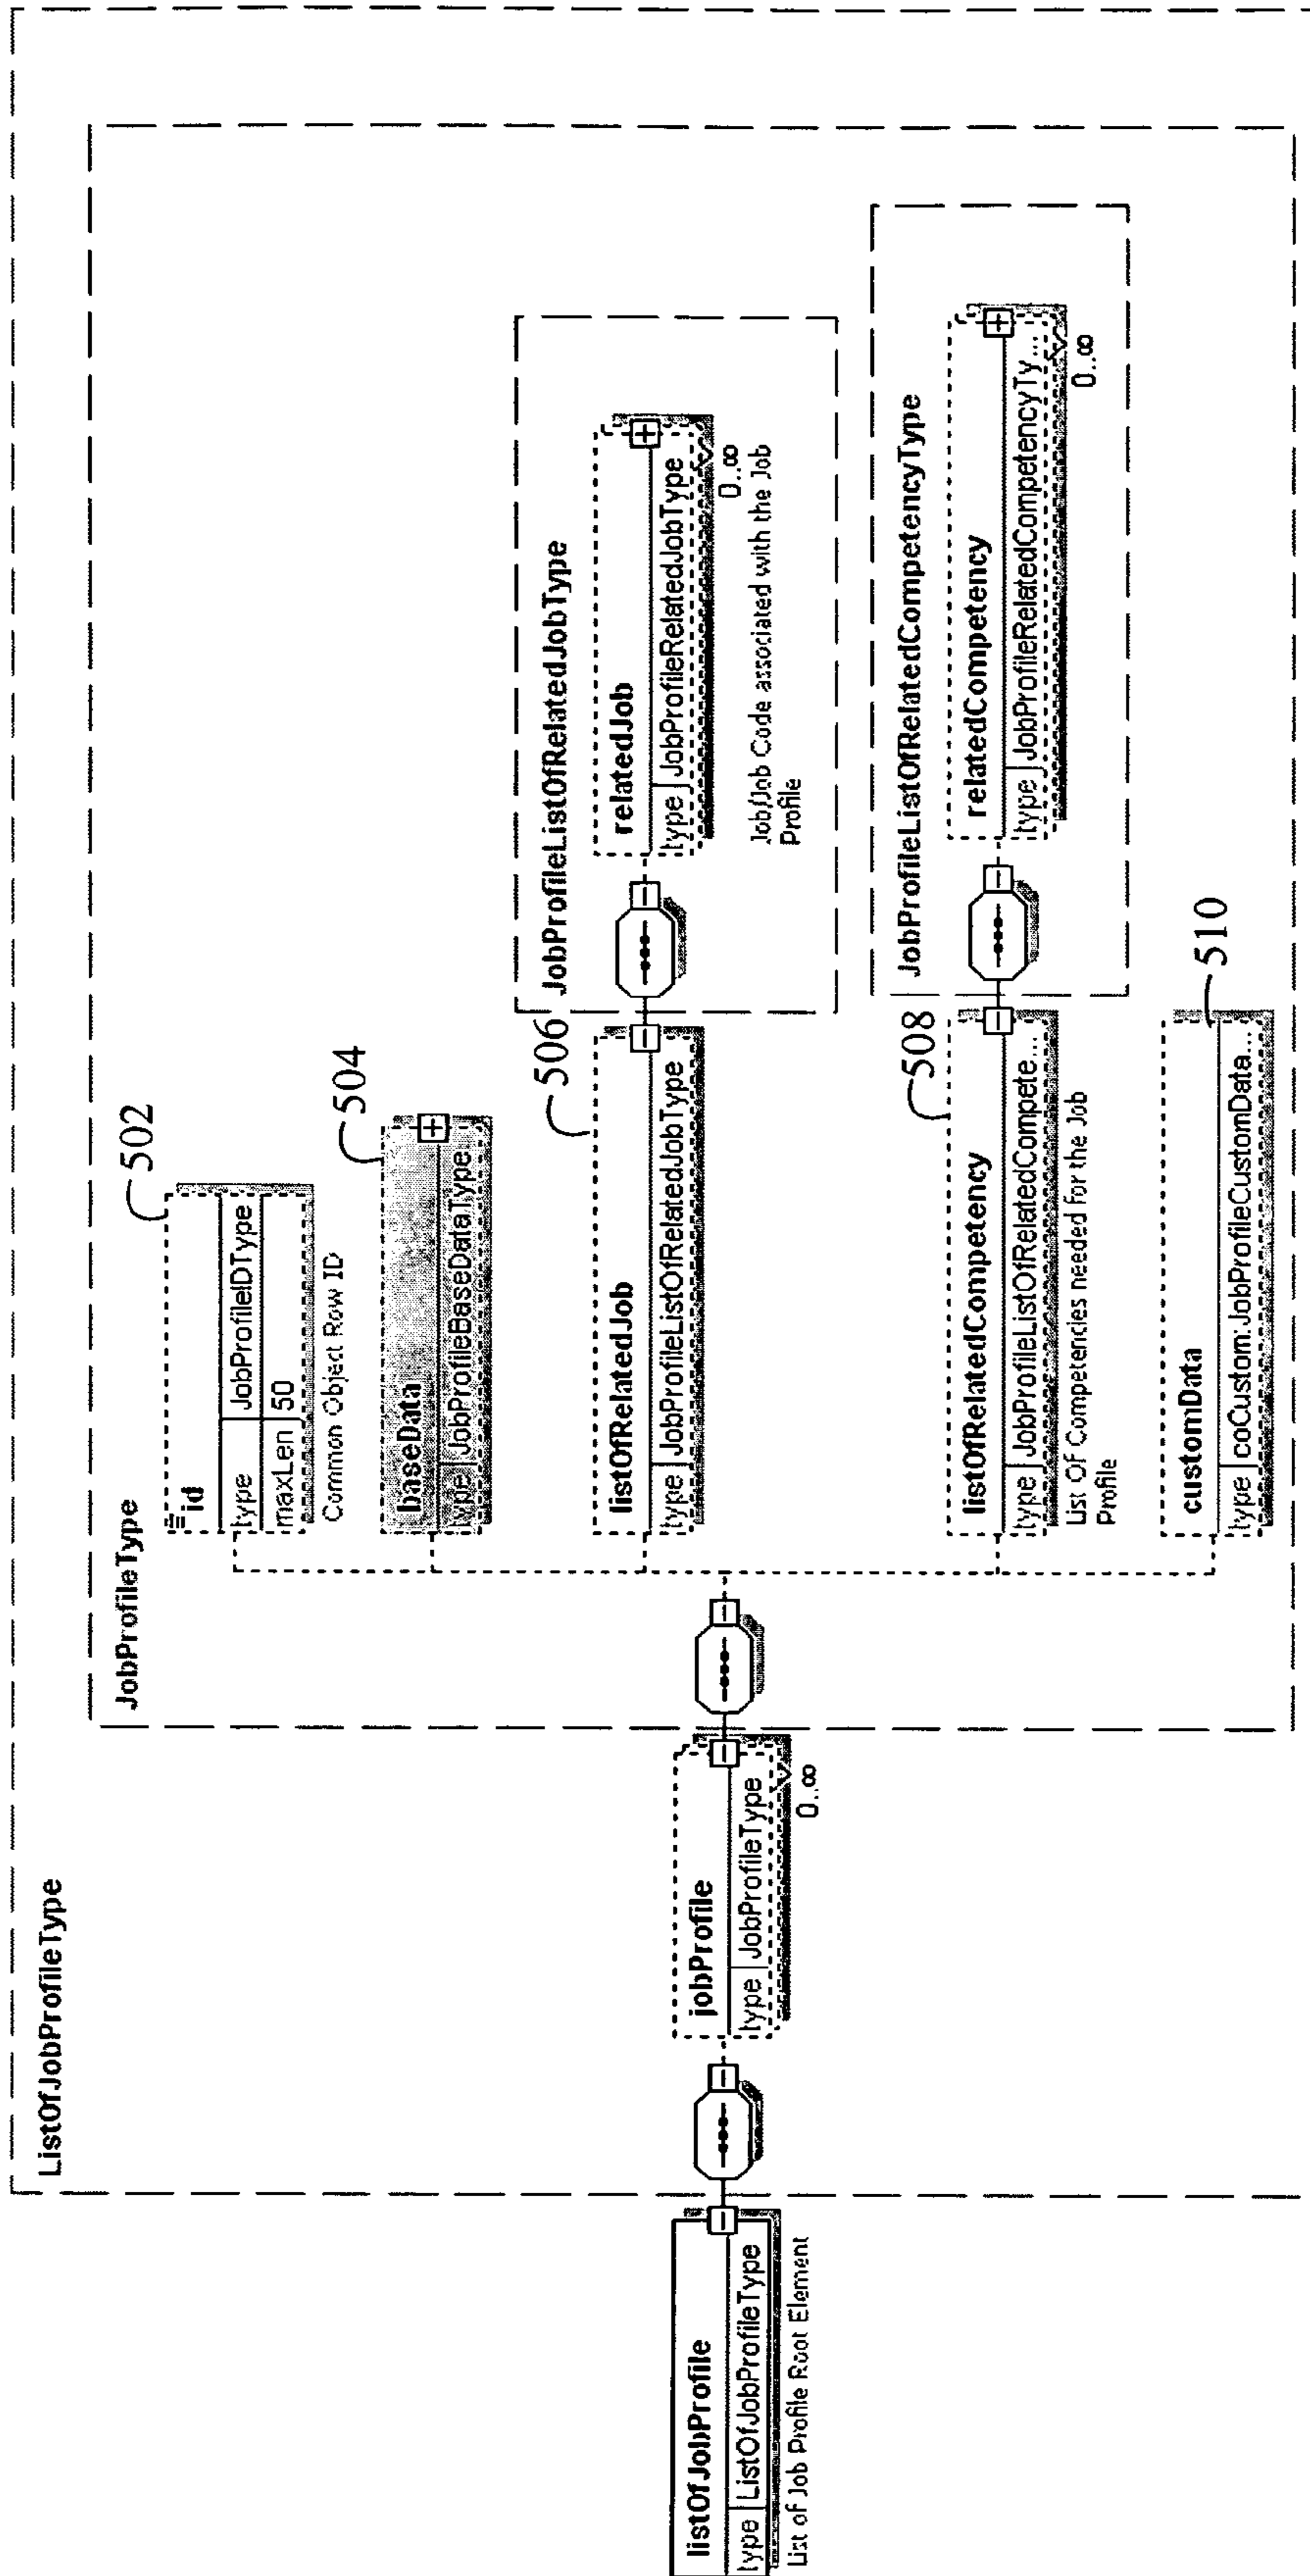 ListOfJobProfileType
JobProfileType
listOfJobProfile
type ListOfJobProfileType
List of Job Profile Root Element
jobProfile
type JobProfileType
0..∞
502
id
type JobProfileIDType
maxLen 50
Common Object Row ID
504
baseData
type JobProfileBaseDataType
506
listOfRelatedJob
type JobProfileListOfRelatedJobType
JobProfileListOfRelatedJobType
relatedJob
type JobProfileRelatedJobType
0..∞
Job/Job Code associated with the Job
Profile
508
listOfRelatedCompetency
type JobProfileListOfRelatedCompete...
List Of Competencies needed for the Job
Profile
JobProfileListOfRelatedCompetencyType
relatedCompetency
type JobProfileRelatedCompetencyTy...
0..∞
510
customData
type coCustom:JobProfileCustomData...